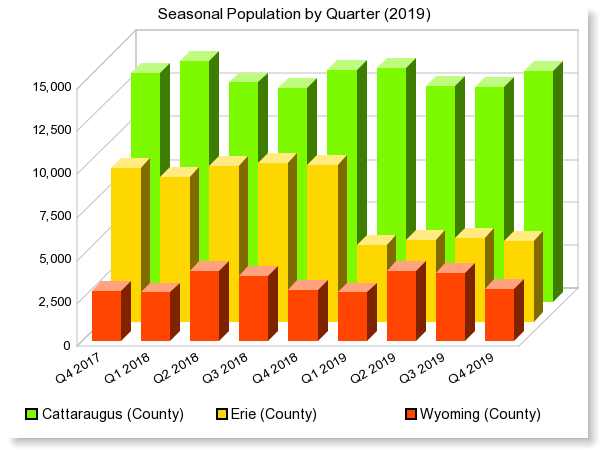 Seasonal Population by Quarter (2019)
15,000
12,500
10,000
7,500
5,000
2,500
0
Q4 2017
Q1 2018
Q2 2018
Q3 2018
Q4 2018
Q1 2019
Q2 2019
Q3 2019
Q4 2019
Cattaraugus (County)
Erie (County)
Wyoming (County)